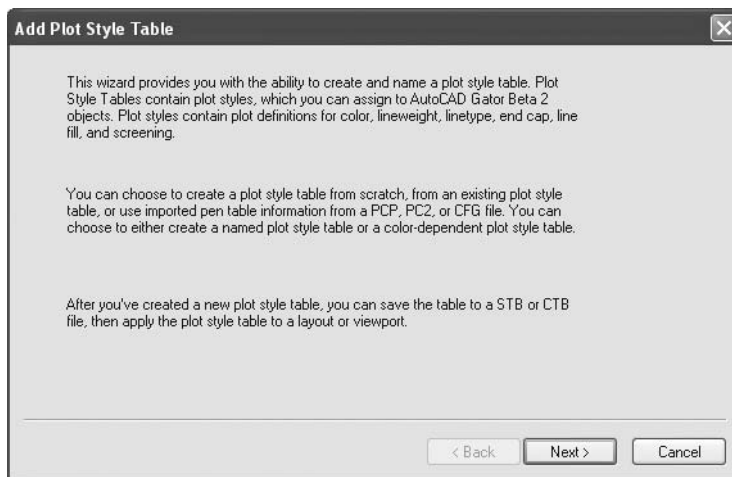 Add Plot Style Table
This wizard provides you with the ability to create and name a plot style table. Plot
Style Tables contain plot styles, which you can assign to AutoCAD Gator Beta 2
objects. Plot styles contain plot definitions for color, lineweight, linetype, end cap, line
fill, and screening.
You can choose to create a plot style table from scratch, from an existing plot style
table, or use imported pen table information from a PCP, PC2, or CFG file. You can
choose to either create a named plot style table or a color-dependent plot style table.
After you've created a new plot style table, you can save the table to a STB or CTB
file, then apply the plot style table to a layout or viewport.
< Back
Next >
Cancel